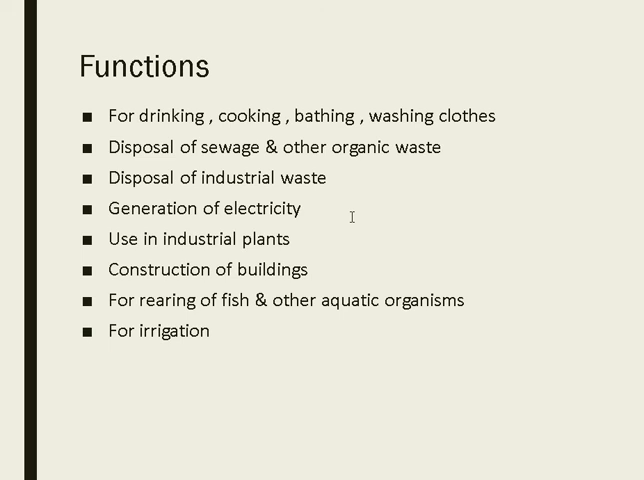 Functions
■ For drinking , cooking , bathing , washing clothes
■ Disposal of sewage & other organic waste
■ Disposal of industrial waste
■ Generation of electricity
■ Use in industrial plants
■ Construction of buildings
■ For rearing of fish & other aquatic organisms
■ For irrigation